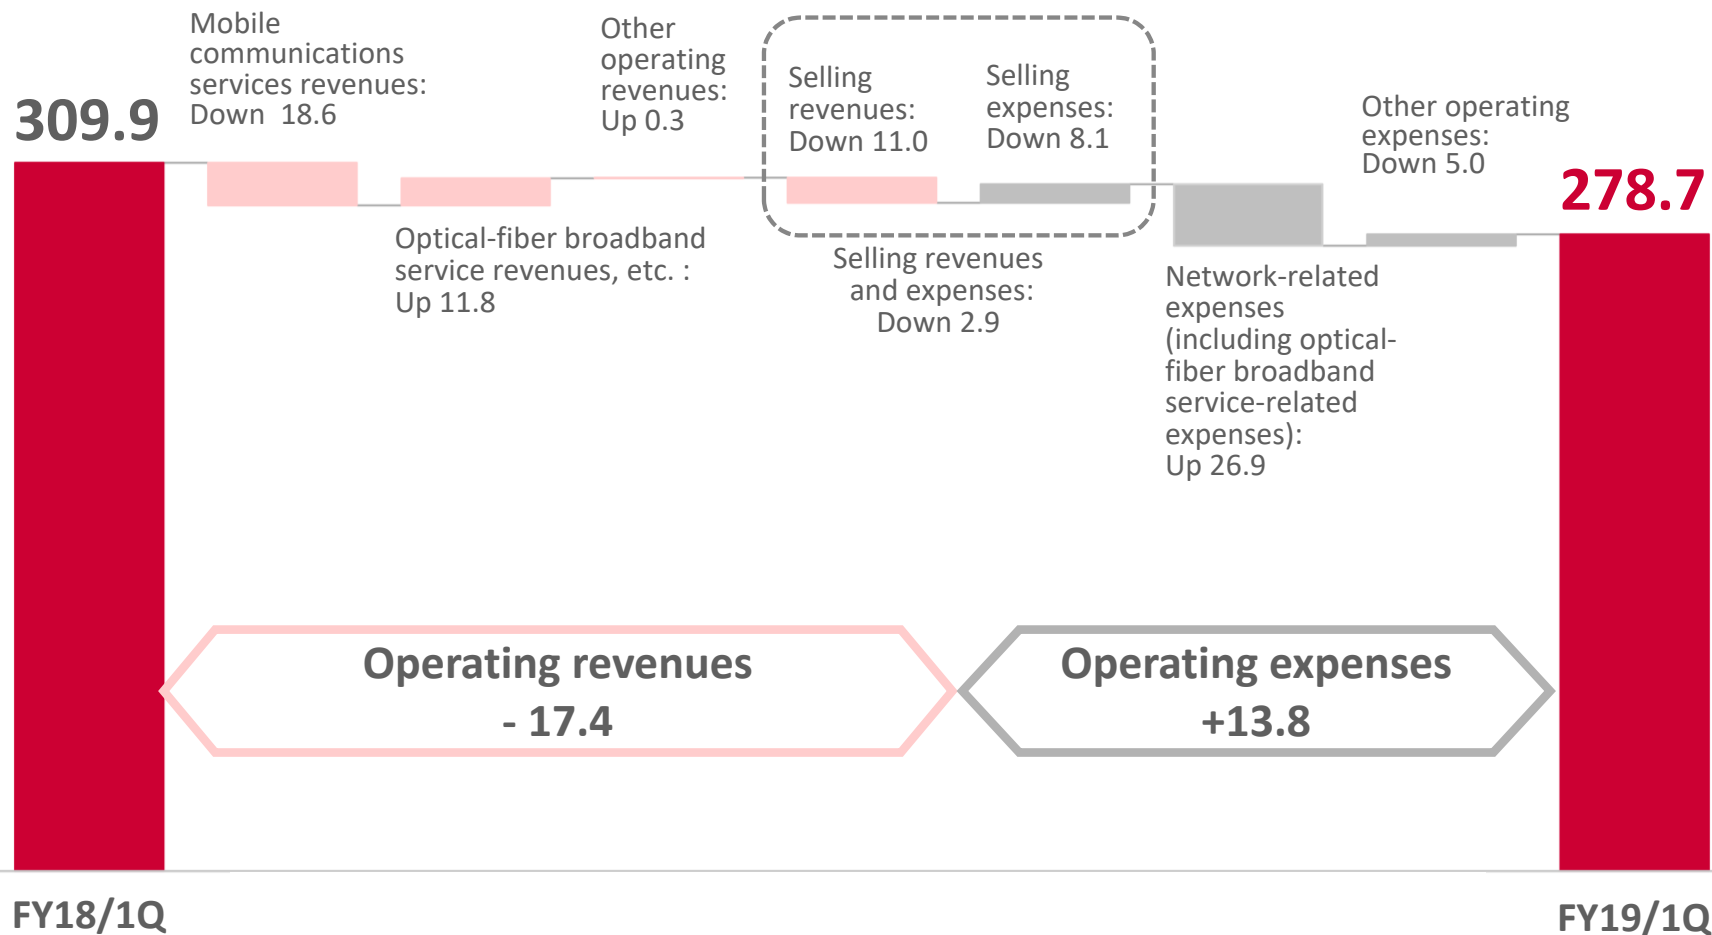 309.9
Mobile
communications
services revenues:
Down 18.6
Optical-fiber broadband
service revenues, etc. :
Up 11.8
Other
operating
revenues:
Up 0.3
Selling
revenues:
Down 11.0
Selling
expenses:
Down 8.1
Selling revenues
and expenses:
Down 2.9
Network-related
expenses
(including optical-
fiber broadband
service-related
expenses):
Up 26.9
Other operating
expenses:
Down 5.0
278.7
Operating revenues
- 17.4
Operating expenses
+13.8
FY18/1Q
FY19/1Q